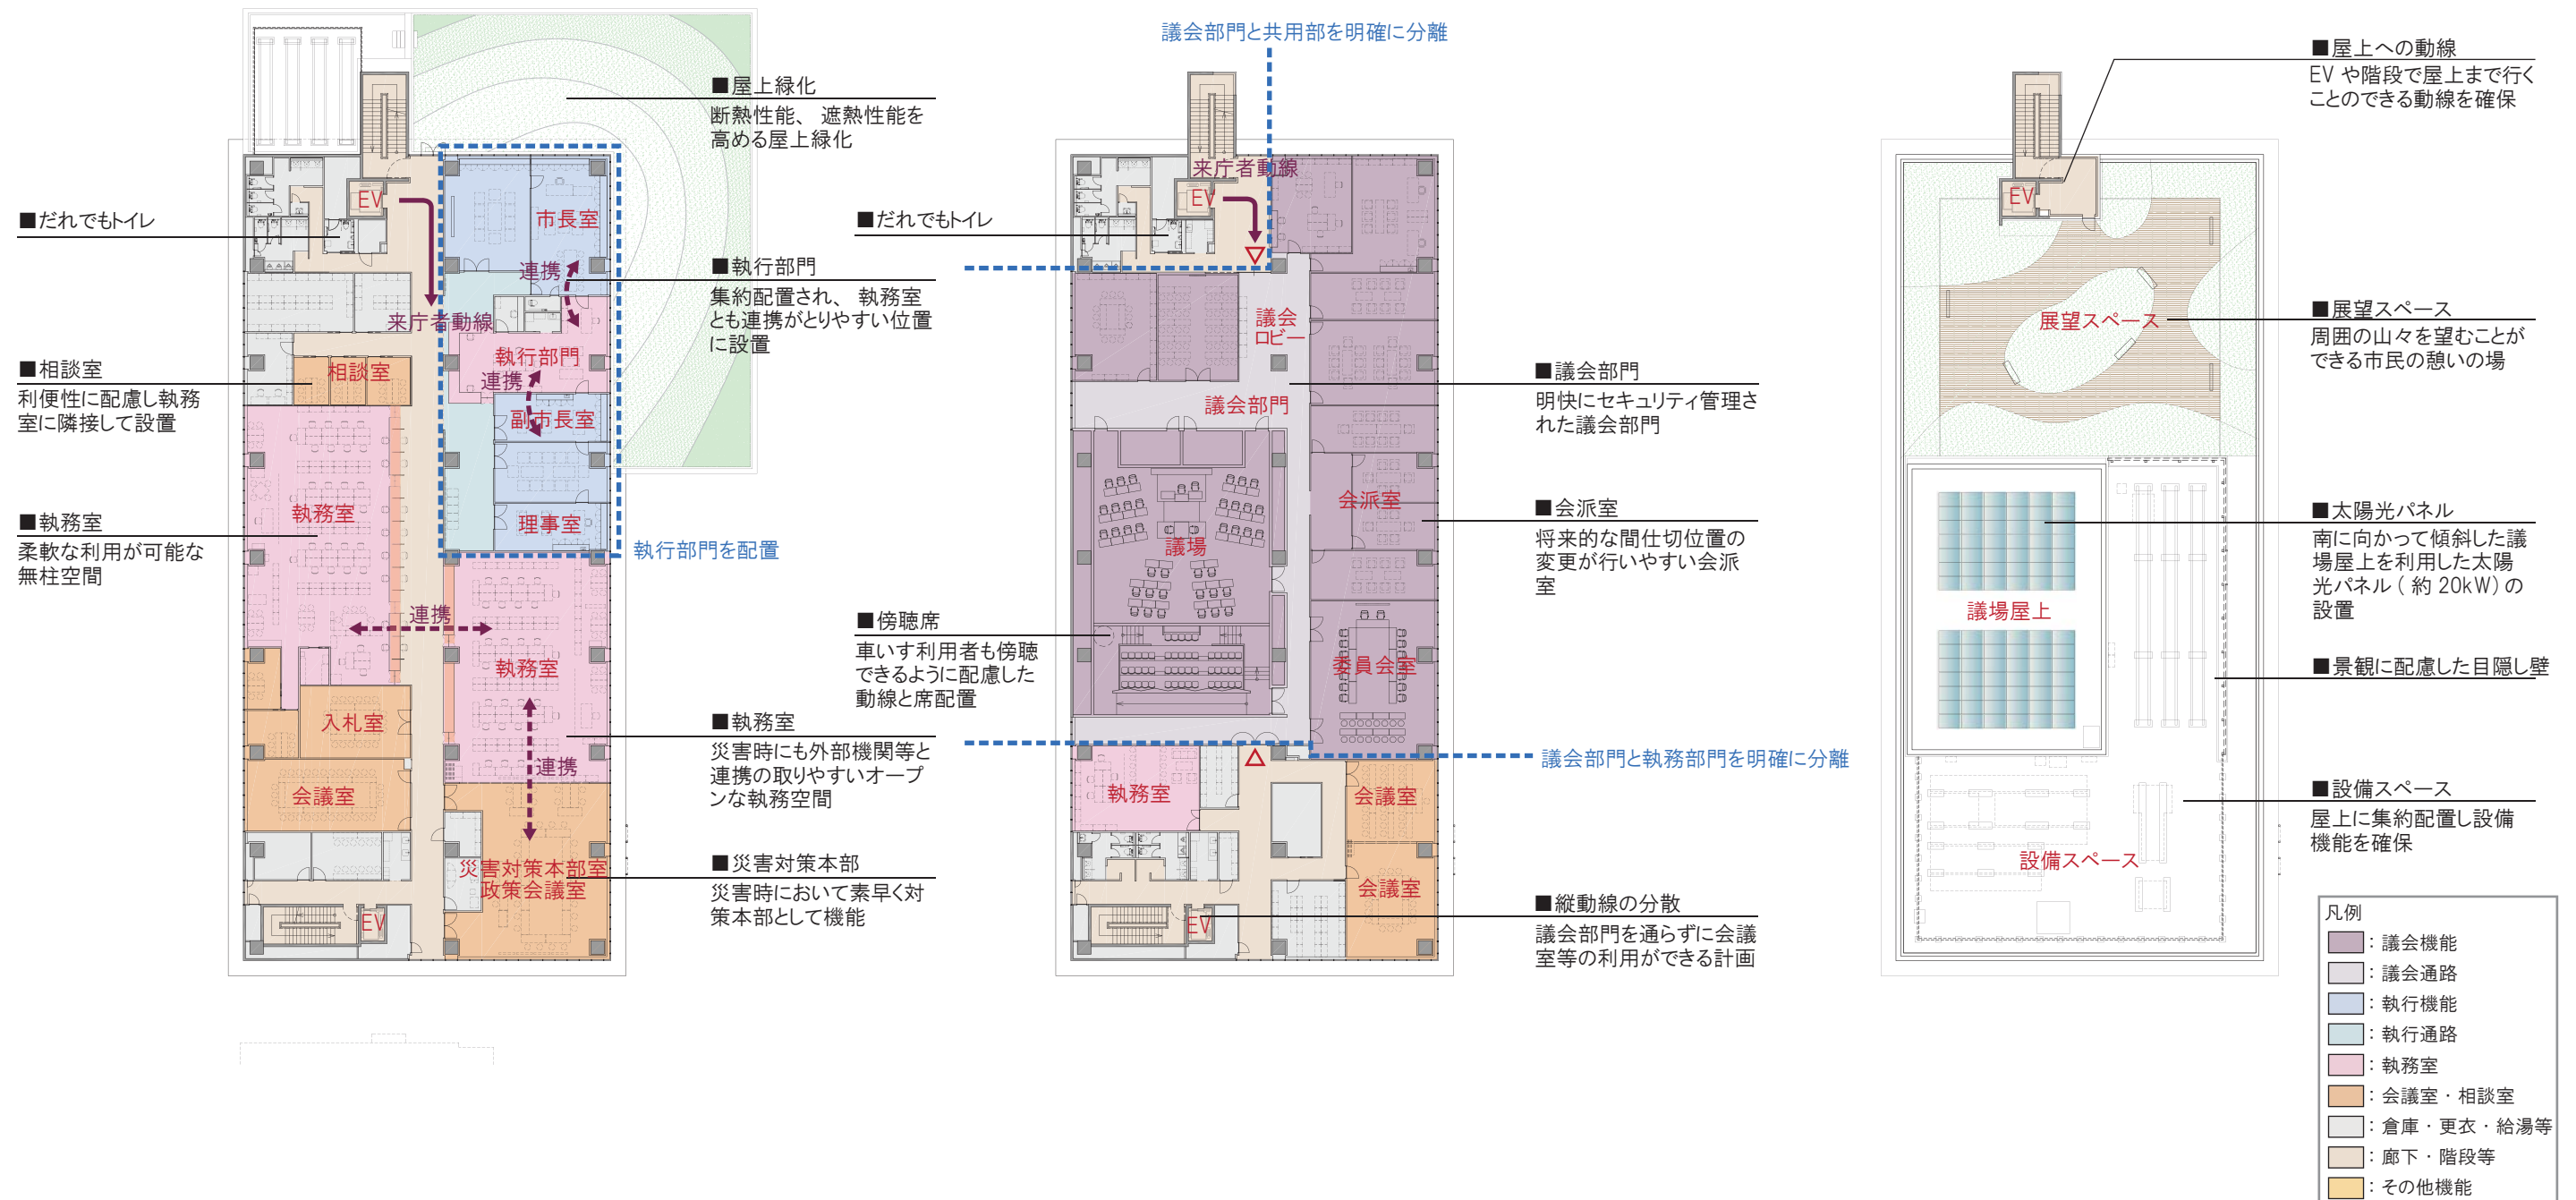 ■屋上緑化
断熱性能、遮熱性能を
高める屋上緑化
■だれでもトイレ
■執行部門
集約配置され、執務室
とも連携がとりやすい位置
に設置
■相談室
利便性に配慮し執務
室に隣接して設置
■執務室
柔軟な利用が可能な
無柱空間
執行部門を配置
■執務室
災害時にも外部機関等と
連携の取りやすいオープ
ンな執務空間
■災害対策本部
災害時において素早く対
策本部として機能
EV
市長室
連携
来庁者動線
執行部門
連携
相談室
副市長室
執務室
理事室
連携
執務室
入札室
連携
会議室
災害対策本部室
政策会議室
EV
議会部門と共用部を明確に分離
来庁者動線
EV
■だれでもトイレ
議会
ロビー
■議会部門
明快にセキュリティ管理さ
れた議会部門
議会部門
会派室
■会派室
将来的な間仕切位置の
変更が行いやすい会派
室
議場
■傍聴席
車いす利用者も傍聴
できるように配慮した
動線と席配置
委員会室
議会部門と執務部門を明確に分離
執務室
会議室
会議室
EV
■縦動線の分散
議会部門を通らずに会議
室等の利用ができる計画
■屋上への動線
EV や階段で屋上まで行く
ことのできる動線を確保
EV
展望スペース
■展望スペース
周囲の山々を望むことが
できる市民の憩いの場
■太陽光パネル
南に向かって傾斜した議
場屋上を利用した太陽
光パネル ( 約 20kW) の
設置
議場屋上
■景観に配慮した目隠し壁
■設備スペース
屋上に集約配置し設備
機能を確保
設備スペース
凡例
：議会機能
：議会通路
：執行機能
：執行通路
：執務室
：会議室・相談室
：倉庫・更衣・給湯等
：廊下・階段等
：その他機能